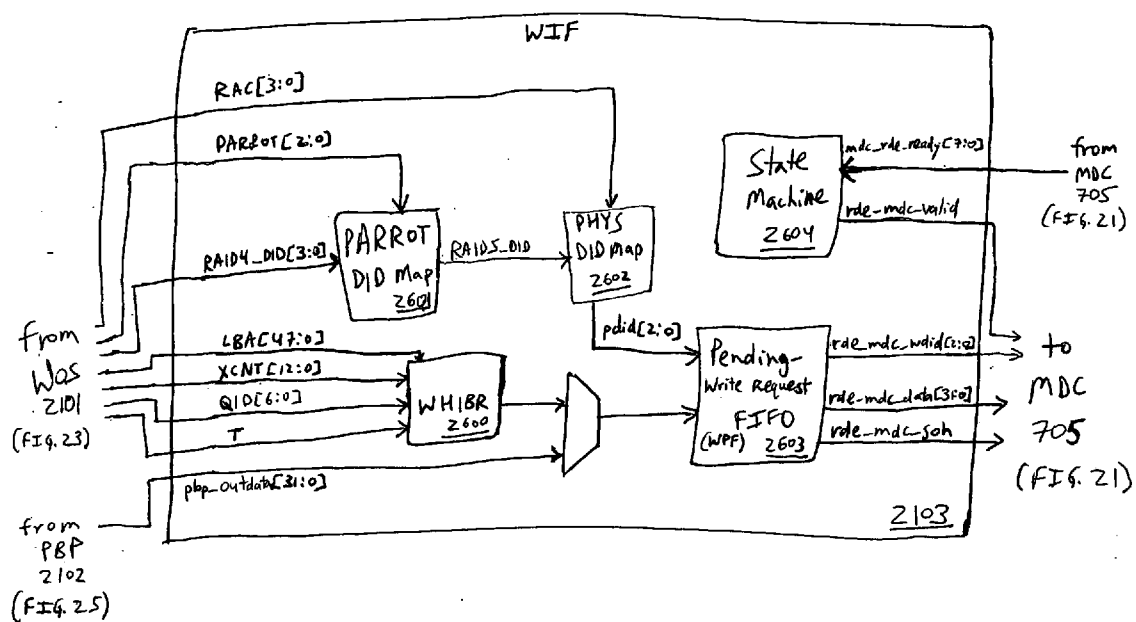 WIF
RAC[3:0]
PARROT[2:0]
RAID4_DID[3:0]
PARROT
DID Map
2601
RAID5_DID
PHYS
DID Map
2602
State
Machine
2604
mdc_rde_ready[7:0]
rde_mdc_valid
from
MDC
705
(FIG. 21)
from
WOS
2101
(FIG. 23)
LBA[47:0]
XCNT[12:0]
QID[6:0]
T
WHIBR
2600
pdid[2:0]
Pending-
Write Request
FIFO
(WPF) 2603
rde_mdc_wdid[2:0]
rde_mdc_data[31:0]
rde_mdc_soh
to
MDC
705
(FIG. 21)
pbp_outdata[31:0]
from
PBP
2102
(FIG. 25)
2103